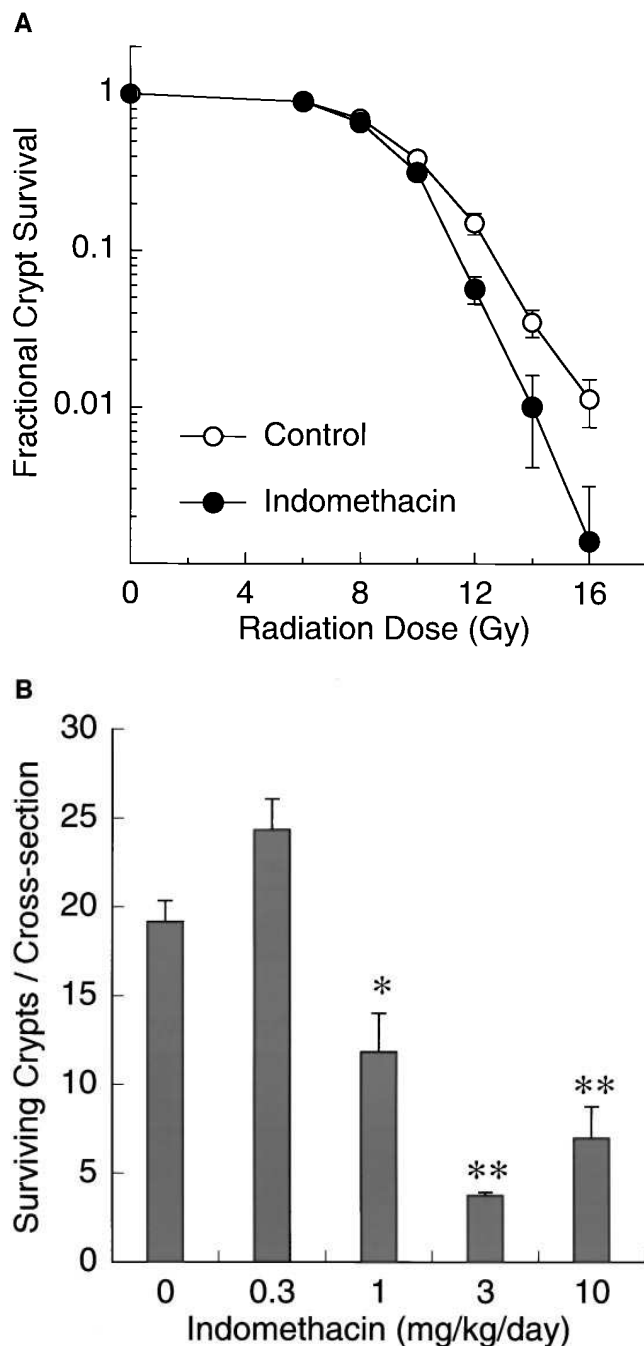 A
Fractional Crypt Survival
1
0.1
0.01
Control
Indomethacin
0 4 8 12 16
Radiation Dose (Gy)
B
Surviving Crypts / Cross-section
30
25
20
15
10
5
0
*
**
**
0 0.3 1 3 10
Indomethacin (mg/kg/day)